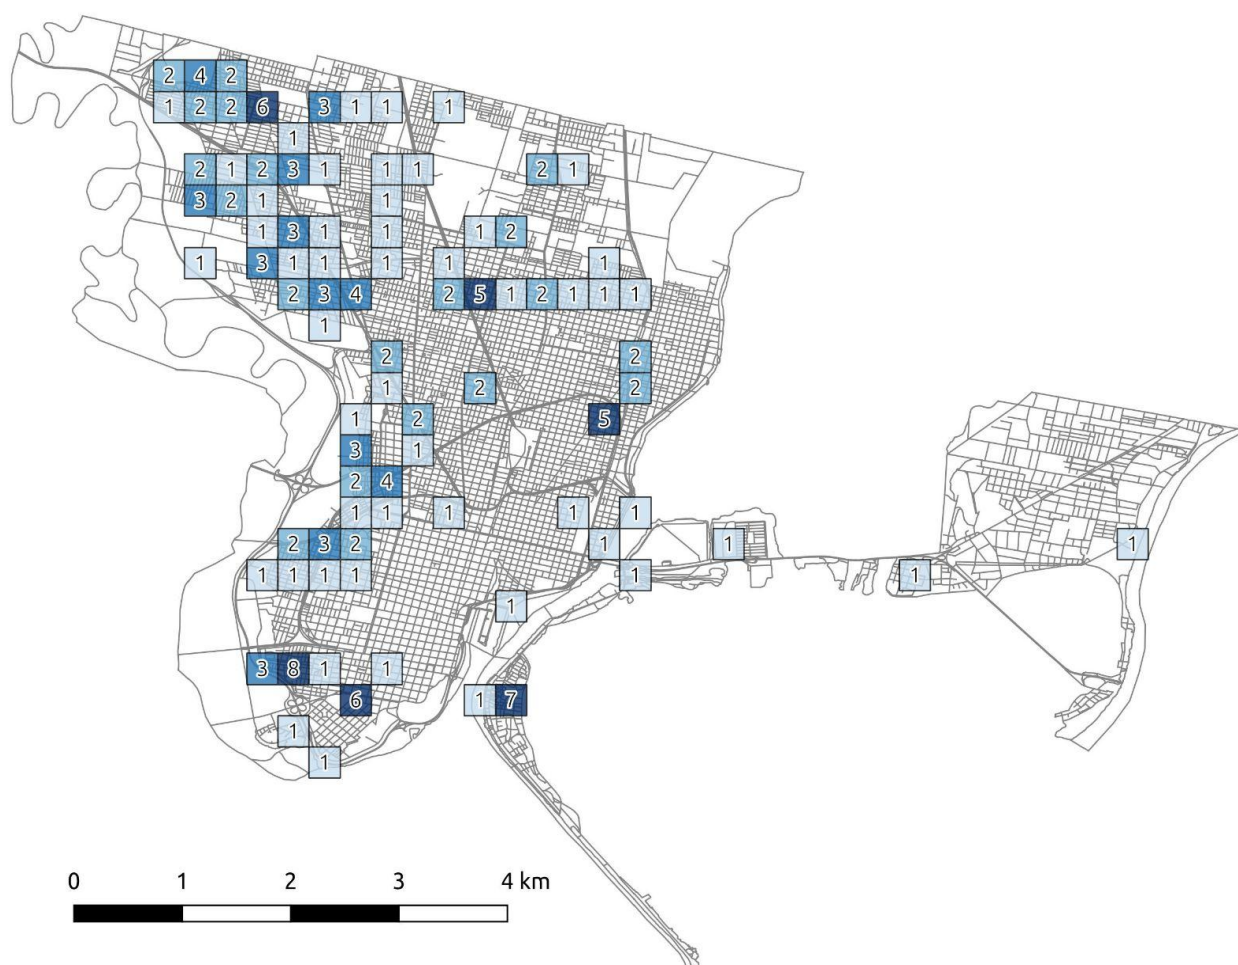 2 4 2
1 2 2 6 3 1 1 1
1
2 1 2 3 1 1 1 2 1
3 2 1 1
1 3 1 1 1 2
1 3 1 1 1 1 1
2 3 4 2 5 1 2 1 1 1
1
2 2
1 2 2
1 2 5
3 1
2 4
1 1 1 1 1
2 3 2 1 1 1
1 1 1 1 1 1
1
3 8 1 1
6 1 7
1
1
0 1 2 3 4 km